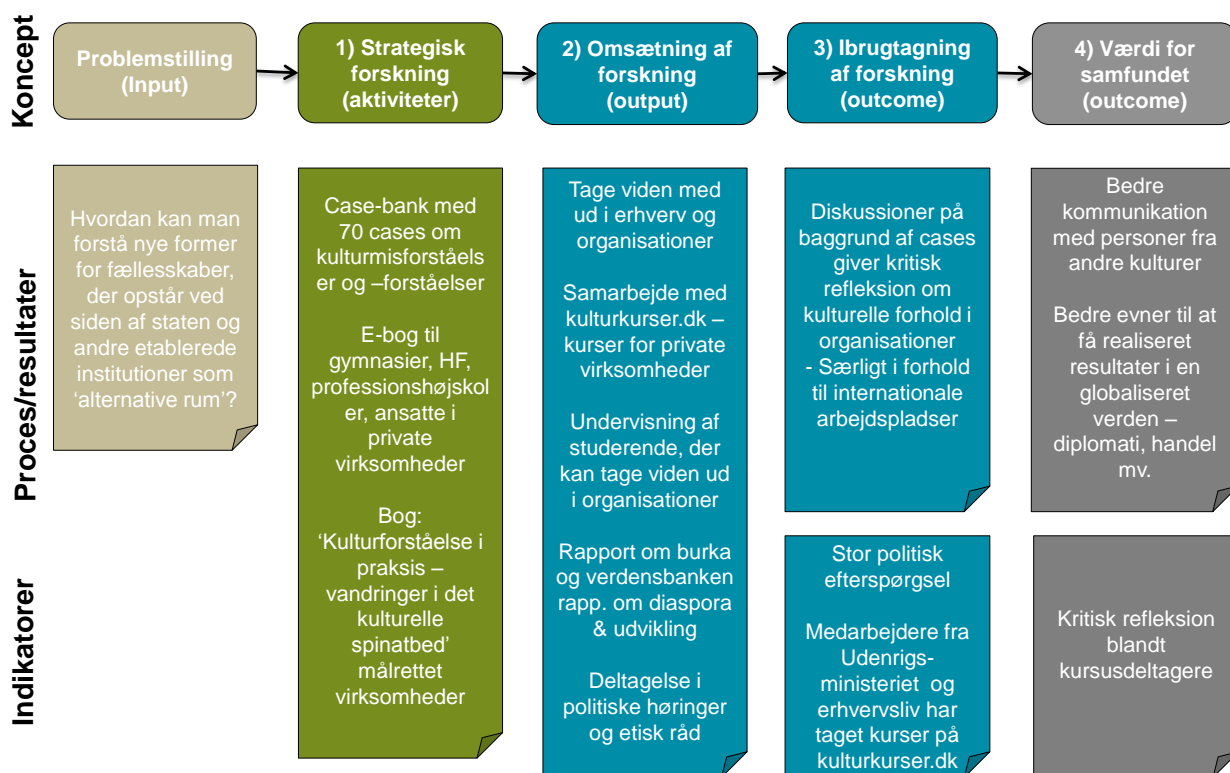 Koncept
Problemstilling
(Input)
1) Strategisk
forskning
(aktiviteter)
2) Omsætning af
forskning
(output)
3) Ibrugtagning
af forskning
(outcome)
4) Værdi for
samfundet
(outcome)
Proces/resultater
Hvordan kan man
forstå nye former
for fællesskaber,
der opstår ved
siden af staten og
andre etablerede
institutioner som
‘alternative rum’?
Case-bank med
70 cases om
kulturmisforståels
er og –forståelser
E-bog til
gymnasier, HF,
professionshøjskol
er, ansatte i
private
virksomheder
Bog:
‘Kulturforståelse i
praksis –
vandringer i det
kulturelle
spinatbed’
målrettet
virksomheder
Tage viden med
ud i erhverv og
organisationer
Samarbejde med
kulturkurser.dk –
kurser for private
virksomheder
Undervisning af
studerende, der
kan tage viden ud
i organisationer
Rapport om burka
og verdensbanken
rapp. om diaspora
& udvikling
Deltagelse i
politiske høringer
og etisk råd
Diskussioner på
baggrund af cases
giver kritisk
refleksion om
kulturelle forhold i
organisationer
- Særligt i forhold
til internationale
arbejdspladser
Bedre
kommunikation
med personer fra
andre kulturer
Bedre evner til at
få realiseret
resultater i en
globaliseret
verden –
diplomati, handel
mv.
Indikatorer
Stor politisk
efterspørgsel
Medarbejdere fra
Udenrigs-
ministeriet og
erhvervsliv har
taget kurser på
kulturkurser.dk
Kritisk refleksion
blandt
kursusdeltagere